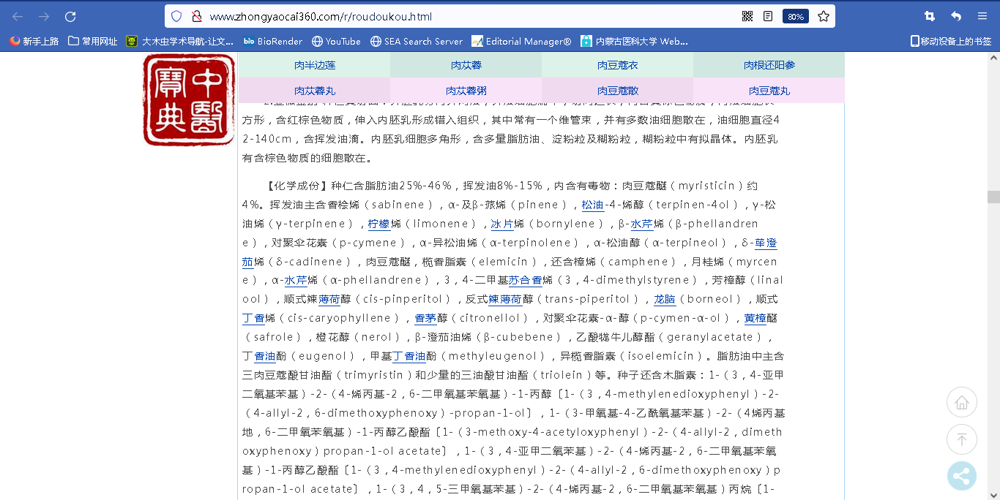 www.zhongyaocai360.com/r/roudoukou.html
80%
新手上路 常用网址 大木虫学术导航-让文... bio BioRender YouTube SEA Search Server Editorial Manager® 内蒙古医科大学 Web... 移动设备上的书签
中醫寶典
肉半边莲 肉苁蓉 肉豆蔻衣 肉根还阳参
肉苁蓉丸 肉苁蓉粥 肉豆蔻散 肉豆蔻丸
方形，含红棕色物质，伸入内胚乳形成错入组织，其中常有一个维管束，并有多数油细胞散在，油细胞直径4
2-140cm，含挥发油滴。内胚乳细胞多角形，含多量脂肪油、淀粉粒及糊粉粒，糊粉粒中有拟晶体。内胚乳
有含棕色物质的细胞散在。
【化学成份】种仁含脂肪油25%-46%，挥发油8%-15%，内含有毒物：肉豆蔻醚（myristicin）约
4%。挥发油主含香桧烯（sabinene），α-及β-蒎烯（pinene），松油-4-烯醇（terpinen-4ol），γ-松
油烯（γ-terpinene），柠檬烯（limonene），冰片烯（bornylene），β-水芹烯（β-phellandren
e），对聚伞花素（p-cymene），α-异松油烯（α-terpinolene），α-松油醇（α-terpineol），δ-荜澄
茄烯（δ-cadinene），肉豆蔻醚，榄香脂素（elemicin），还含樟烯（camphene），月桂烯（myrcen
e），α-水芹烯（α-phellandrene），3，4-二甲基苏合香烯（3，4-dimethylstyrene），芳樟醇（linal
ool），顺式辣薄荷醇（cis-pinperitol），反式辣薄荷醇（trans-piperitol），龙脑（borneol），顺式
丁香烯（cis-caryophyllene），香茅醇（citronellol），对聚伞花素-α-醇（p-cymen-α-ol），黄樟醚
（safrole），橙花醇（nerol），β-澄茄油烯（β-cubebene），乙酸牻牛儿醇酯（geranylacetate），
丁香油酚（eugenol），甲基丁香油酚（methyleugenol），异榄香脂素（isoelemicin）。脂肪油中主含
三肉豆蔻酸甘油酯（trimyristin）和少量的三油酸甘油酯（triolein）等。种子还含木脂素：1-（3，4-亚甲
二氧基苯基）-2-（4-烯丙基-2，6-二甲氧基苯氧基）-1-丙醇〔1-（3，4-methylenedioxyphenyl）-2-
（4-allyl-2，6-dimethoxyphenoxy）-propan-1-ol〕，1-（3-甲氧基-4-乙酰氧基苯基）-2-（4烯丙基
地，6-二甲氧苯氧基）-1-丙醇乙酸酯〔1-（3-methoxy-4-acetyloxyphenyl）-2-（4-allyl-2，dimeth
oxyphenoxy）propan-1-ol acetate〕，1-（3，4-亚甲二氧基苯基）-2-（4-烯丙基-2，6-二甲氧基苯氧
基）-1-丙醇乙酸酯〔1-（3，4-methylenedioxyphenyl）-2-（4-allyl-2，6-dimethoxyphenoxy）p
ropan-1-ol acetate〕，1-（3，4，5-三甲氧基苯基）-2-（4-烯丙基-2，6-二甲氧基苯氧基）丙烷〔1-